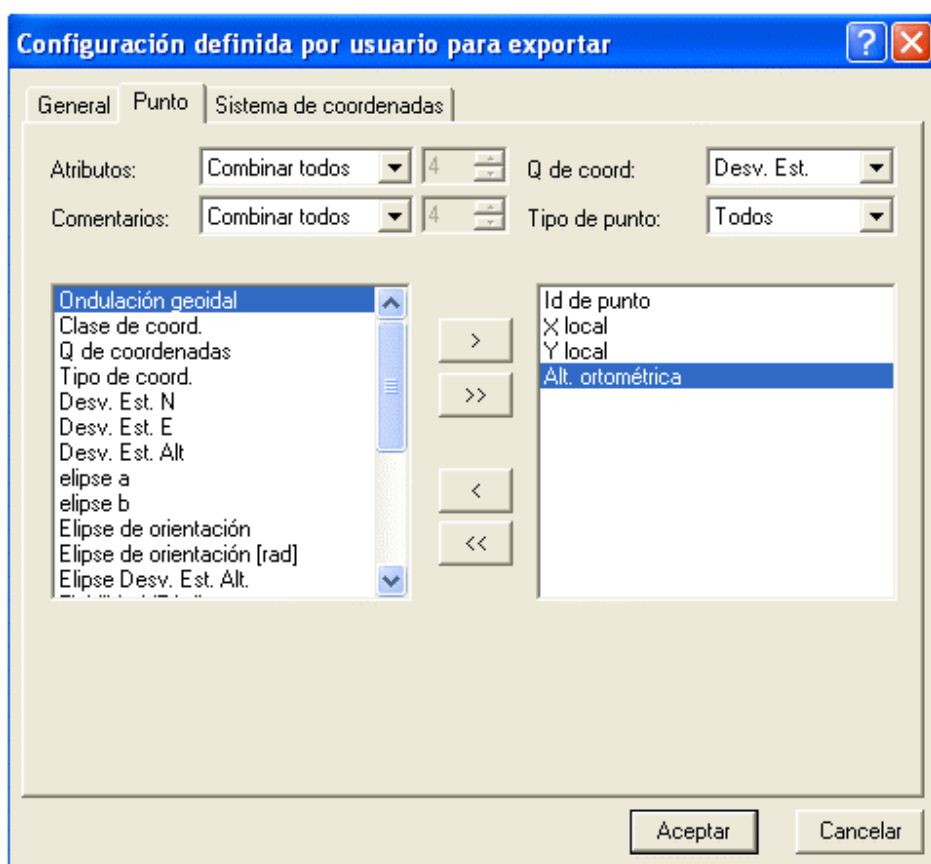 Configuración definida por usuario para exportar
General Punto Sistema de coordenadas
Atributos: Combinar todos 4 Q de coord: Desv. Est.
Comentarios: Combinar todos 4 Tipo de punto: Todos
Ondulación geoidal
Clase de coord.
Q de coordenadas
Tipo de coord.
Desv. Est. N
Desv. Est. E
Desv. Est. Alt
elipse a
elipse b
Elipse de orientación
Elipse de orientación [rad]
Elipse Desv. Est. Alt.
>
>>
<
<<
Id de punto
X local
Y local
Alt. ortométrica
Aceptar Cancelar